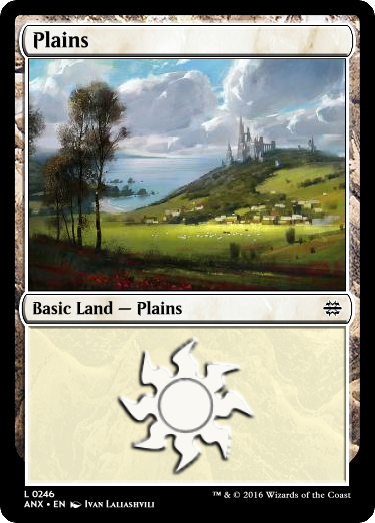 Plains
Basic Land — Plains
L 0246
ANX • EN Ivan Laliashvili
™ & © 2016 Wizards of the Coast